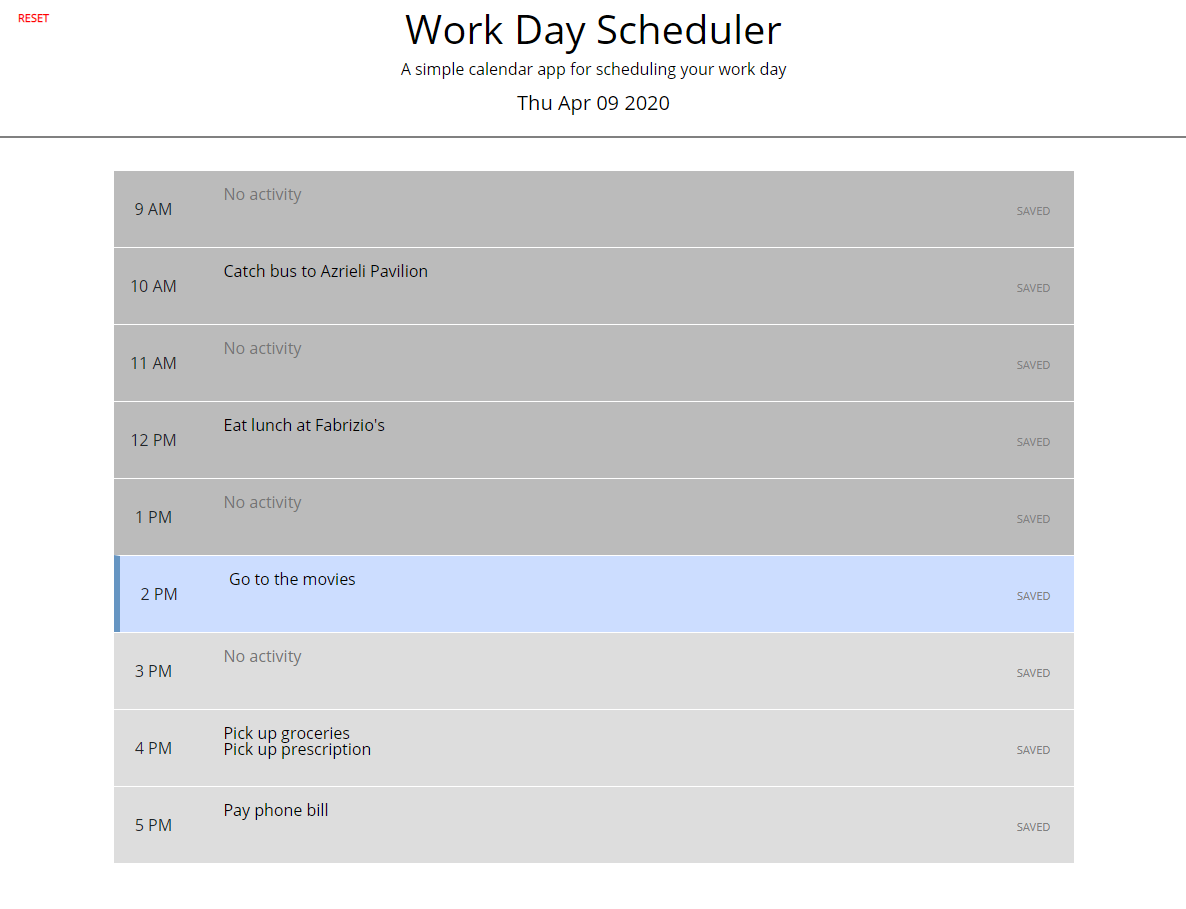 RESET
Work Day Scheduler
A simple calendar app for scheduling your work day
Thu Apr 09 2020
9 AM No activity SAVED
10 AM Catch bus to Azrieli Pavilion SAVED
11 AM No activity SAVED
12 PM Eat lunch at Fabrizio's SAVED
1 PM No activity SAVED
2 PM Go to the movies SAVED
3 PM No activity SAVED
4 PM Pick up groceries
Pick up prescription SAVED
5 PM Pay phone bill SAVED